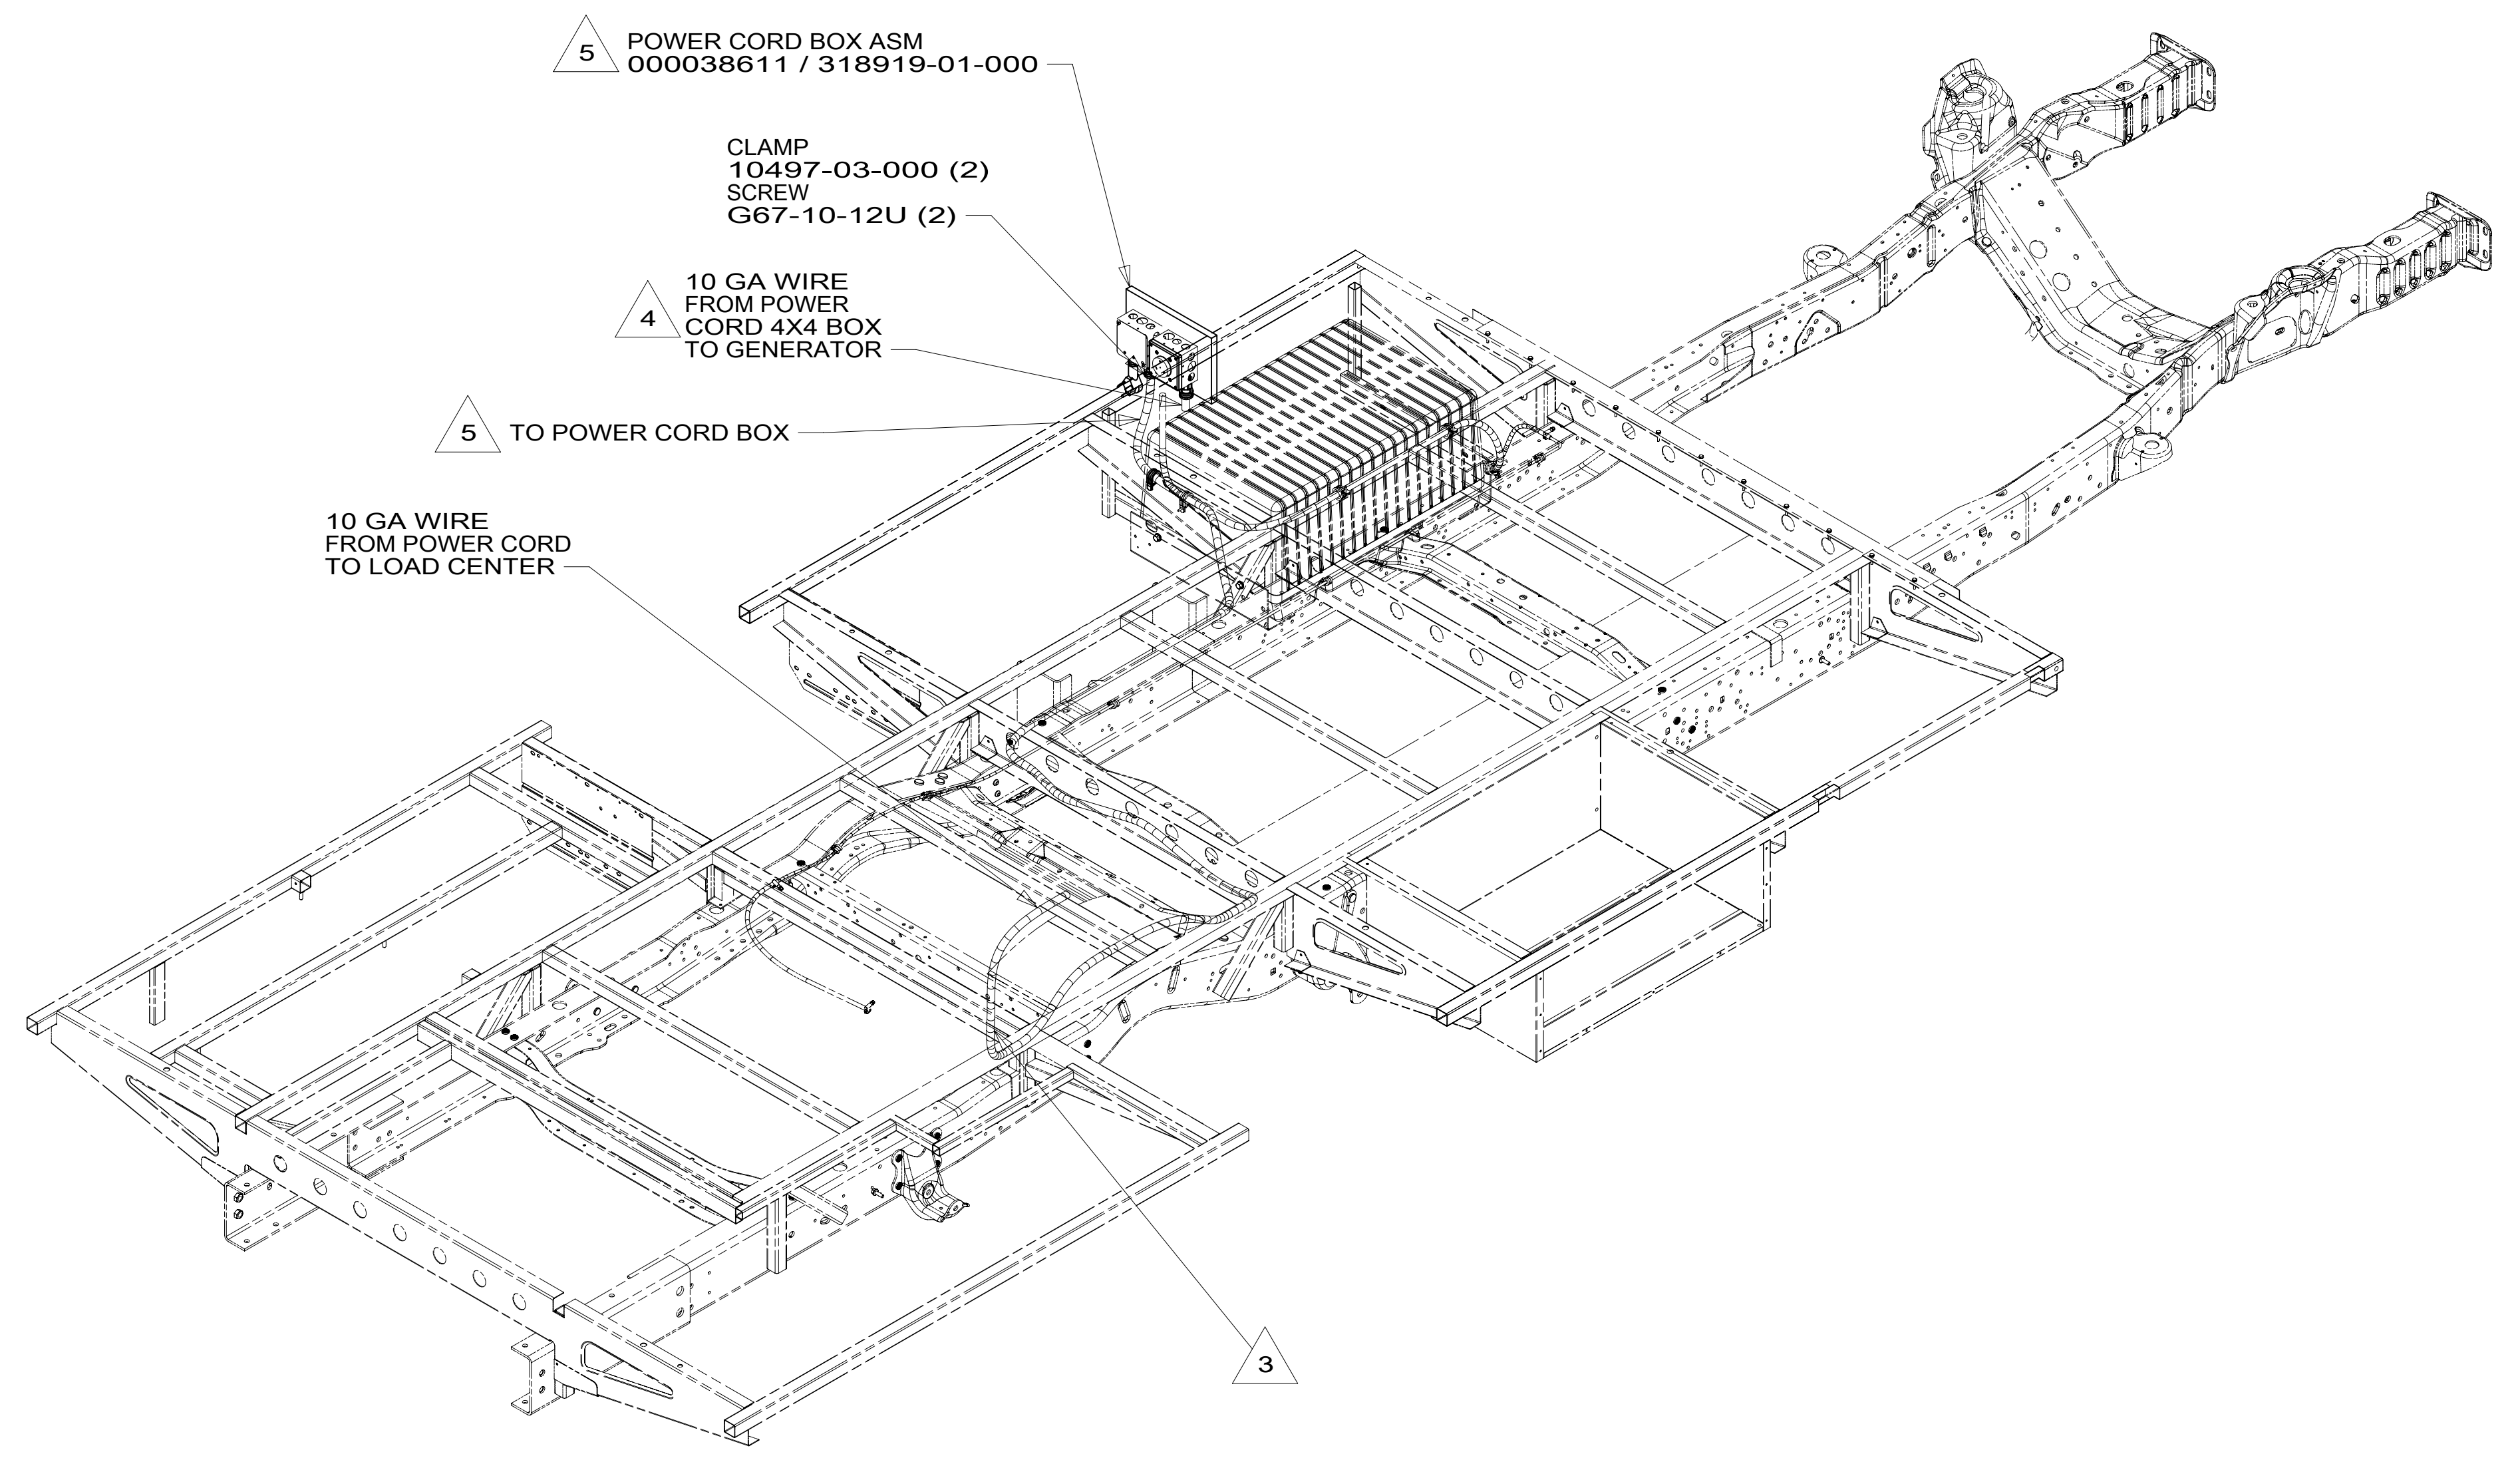 5
POWER CORD BOX ASM
000038611 / 318919-01-000
CLAMP
10497-03-000 (2)
SCREW
G67-10-12U (2)
4
10 GA WIRE
FROM POWER
CORD 4X4 BOX
TO GENERATOR
5
TO POWER CORD BOX
10 GA WIRE
FROM POWER CORD
TO LOAD CENTER
3